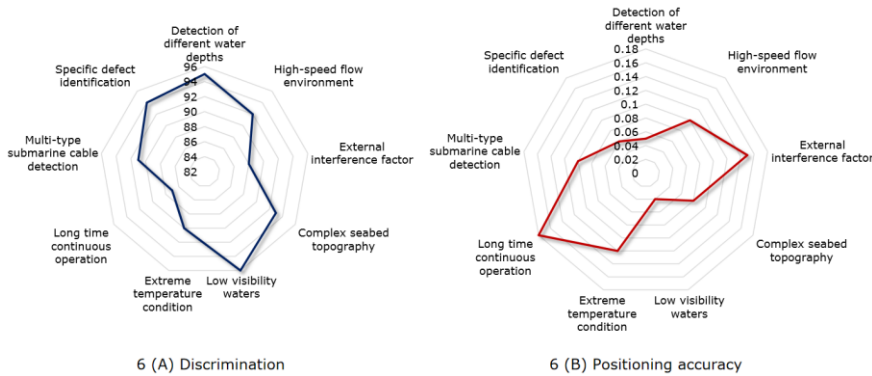 Detection of
different water
depths
96
94
92
90
88
86
84
82
High-speed flow
environment
External
interference factor
Complex seabed
topography
Low visibility
waters
Extreme
temperature
condition
Long time
continuous
operation
Multi-type
submarine cable
detection
Specific defect
identification
6 (A) Discrimination
Detection of
different water
depths
0.18
0.16
0.14
0.12
0.1
0.08
0.06
0.04
0.02
0
High-speed flow
environment
External
interference factor
Complex seabed
topography
Low visibility
waters
Extreme
temperature
condition
Long time
continuous
operation
Multi-type
submarine cable
detection
Specific defect
identification
6 (B) Positioning accuracy